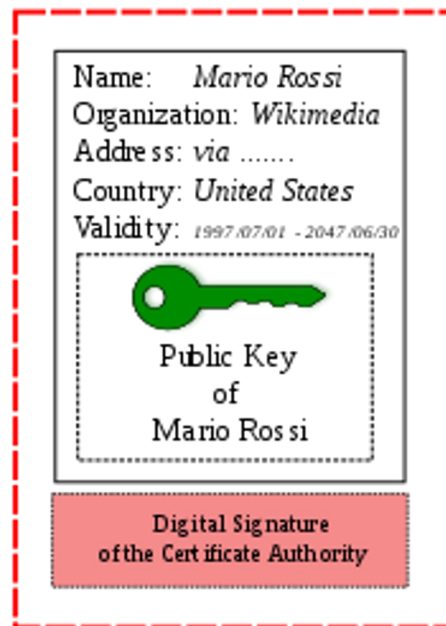 Name: Mario Rossi
Organization: Wikimedia
Address: via .......
Country: United States
Validity: 1997/07/01 - 2047/06/30
Public Key
of
Mario Rossi
Digital Signature
of the Certificate Authority